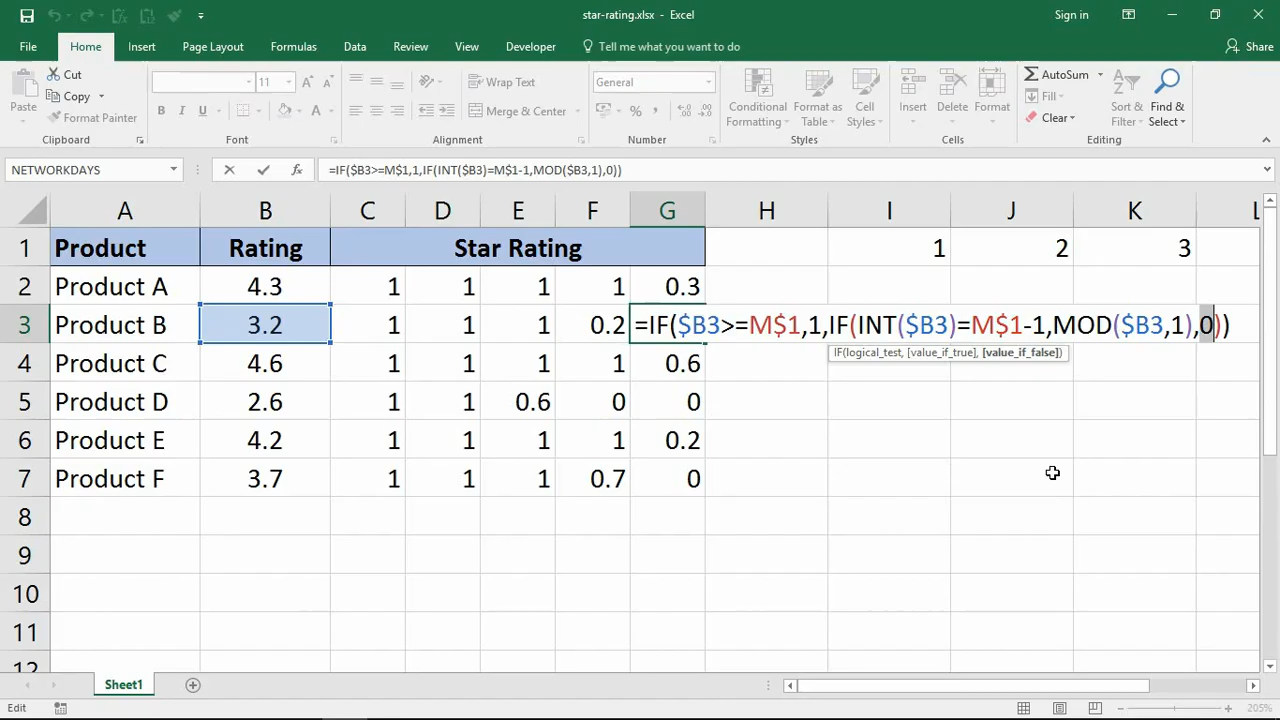 star-rating.xlsx - Excel
Sign in
File Home Insert Page Layout Formulas Data Review View Developer Tell me what you want to do Share
Paste
Cut
Copy
Format Painter
Clipboard
11
A A
B I U A
Font
Wrap Text
Merge & Center
Alignment
General
% ,
Number
Conditional Formatting
Format as Table
Cell Styles
Styles
Insert
Delete
Format
Cells
AutoSum
Fill
Clear
Sort & Filter
Find & Select
Editing
NETWORKDAYS
fx
=IF($B3>=M$1,1,IF(INT($B3)=M$1-1,MOD($B3,1),0))
A B C D E F G H I J K L
1 Product Rating Star Rating 1 2 3
2 Product A 4.3 1 1 1 1 0.3
3 Product B 3.2 1 1 1 0.2 =IF($B3>=M$1,1,IF(INT($B3)=M$1-1,MOD($B3,1),0))
IF(logical_test, [value_if_true], [value_if_false])
4 Product C 4.6 1 1 1 1 0.6
5 Product D 2.6 1 1 0.6 0 0
6 Product E 4.2 1 1 1 1 0.2
7 Product F 3.7 1 1 1 0.7 0
8
9
10
11
12
Sheet1
Edit
205%